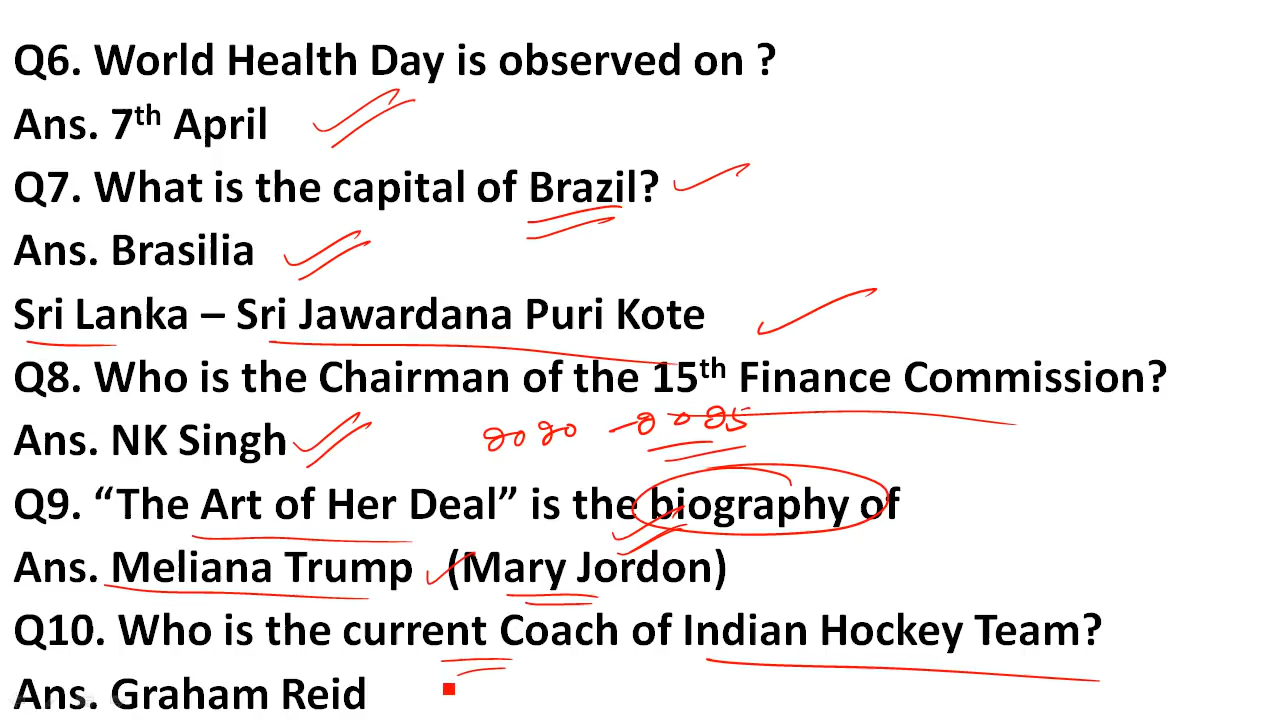 Q6. World Health Day is observed on ?
Ans. 7th April
Q7. What is the capital of Brazil?
Ans. Brasilia
Sri Lanka – Sri Jawardana Puri Kote
Q8. Who is the Chairman of the 15th Finance Commission?
Ans. NK Singh
2020 - 2025
Q9. “The Art of Her Deal” is the biography of
Ans. Meliana Trump (Mary Jordon)
Q10. Who is the current Coach of Indian Hockey Team?
Ans. Graham Reid